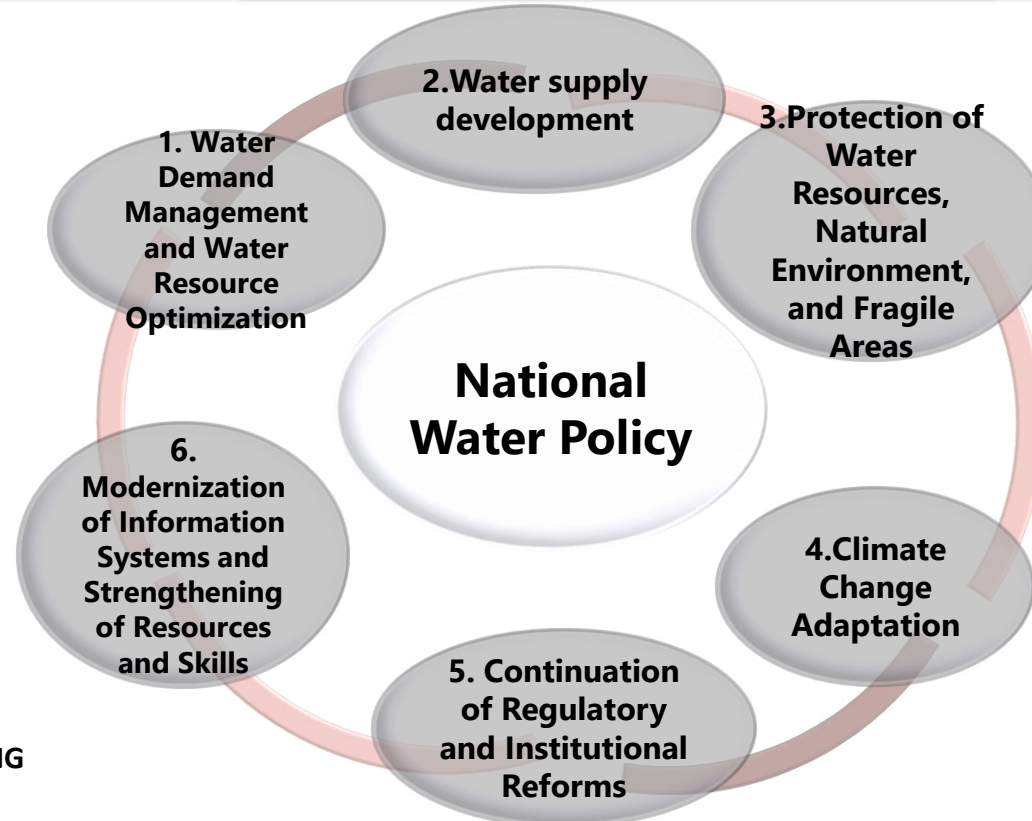 National
Water Policy
1. Water
Demand
Management
and Water
Resource
Optimization
2.Water supply
development
3.Protection of
Water
Resources,
Natural
Environment,
and Fragile
Areas
4.Climate
Change
Adaptation
5. Continuation
of Regulatory
and Institutional
Reforms
6.
Modernization
of Information
Systems and
Strengthening
of Resources
and Skills